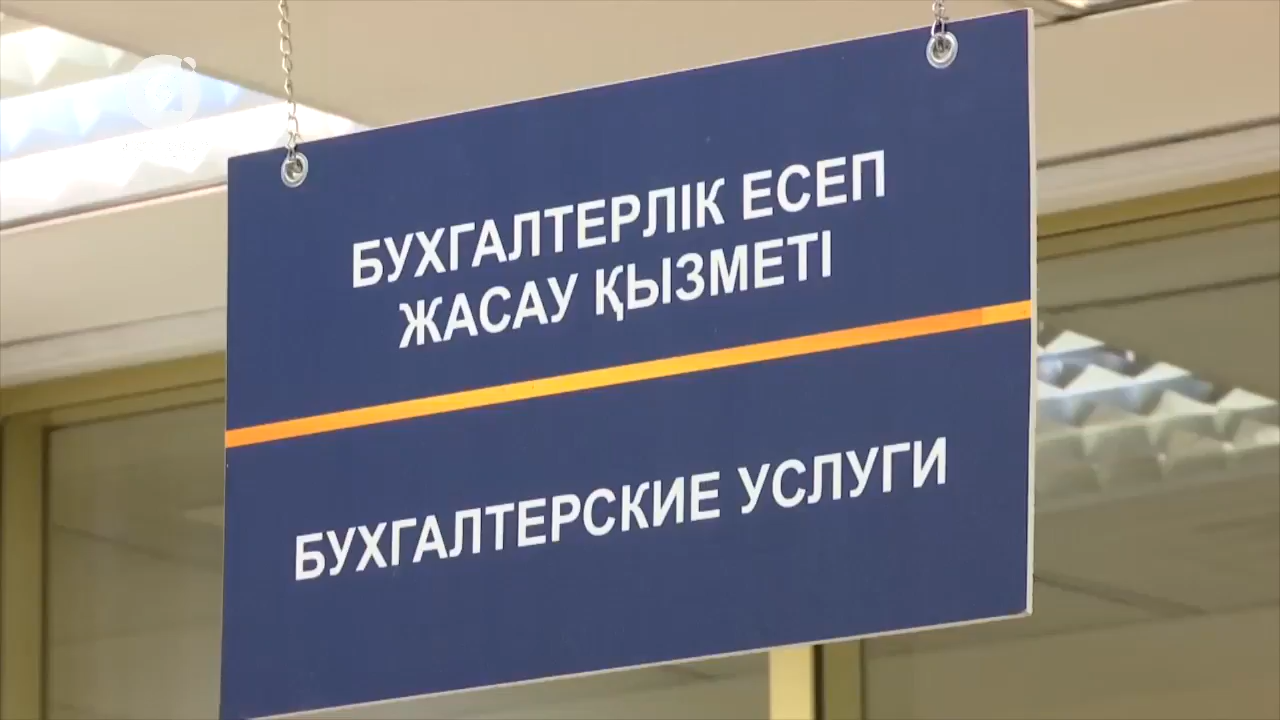 БУХГАЛТЕРЛІК ЕСЕП
ЖАСАУ ҚЫЗМЕТІ
БУХГАЛТЕРСКИЕ УСЛУГИ